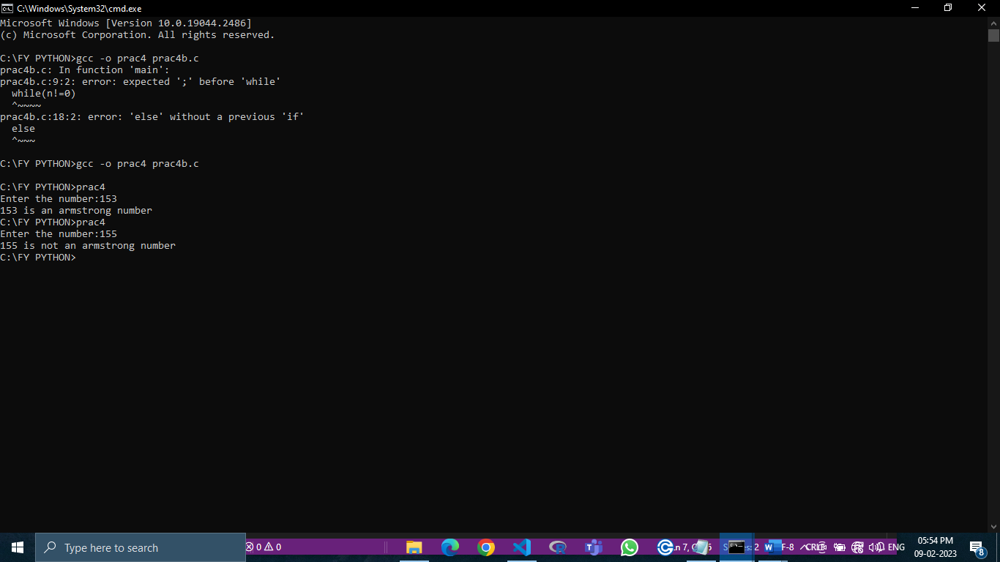 C:\Windows\System32\cmd.exe
Microsoft Windows [Version 10.0.19044.2486]
(c) Microsoft Corporation. All rights reserved.
C:\FY PYTHON>gcc -o prac4 prac4b.c
prac4b.c: In function 'main':
prac4b.c:9:2: error: expected ';' before 'while'
  while(n!=0)
  ^~~~~
prac4b.c:18:2: error: 'else' without a previous 'if'
  else
  ^~~~
C:\FY PYTHON>gcc -o prac4 prac4b.c
C:\FY PYTHON>prac4
Enter the number:153
153 is an armstrong number
C:\FY PYTHON>prac4
Enter the number:155
155 is not an armstrong number
C:\FY PYTHON>
Type here to search
0 0
n 7,
: 2
F-8
CRLF
ENG
05:54 PM
09-02-2023
8